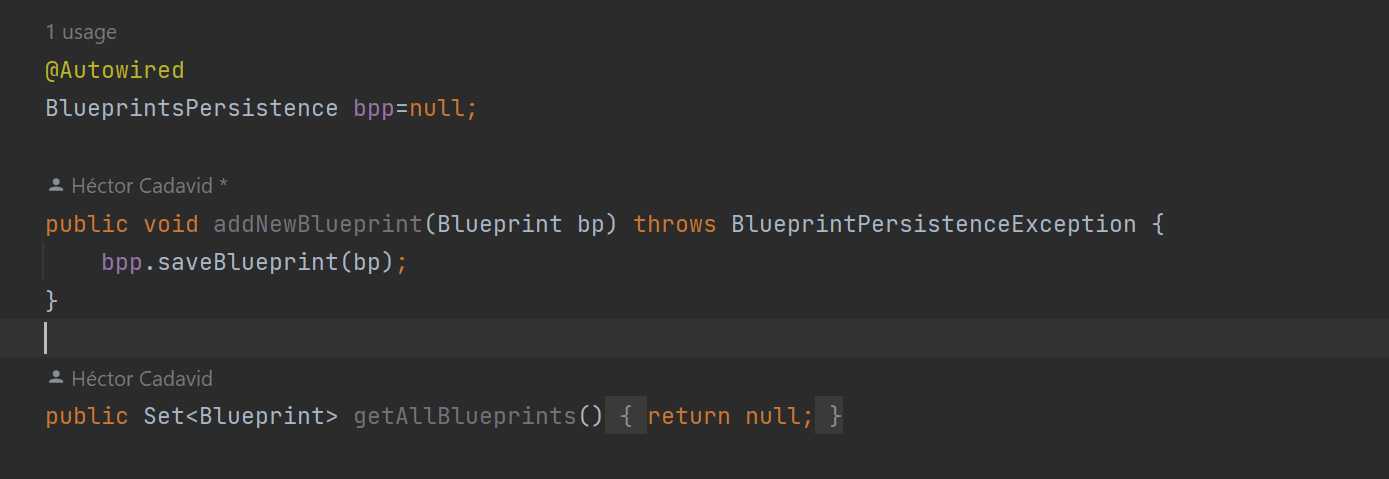 1 usage
@Autowired
BlueprintsPersistence bpp=null;
Héctor Cadavid *
public void addNewBlueprint(Blueprint bp) throws BlueprintPersistenceException {
    bpp.saveBlueprint(bp);
}
Héctor Cadavid
public Set<Blueprint> getAllBlueprints() { return null; }